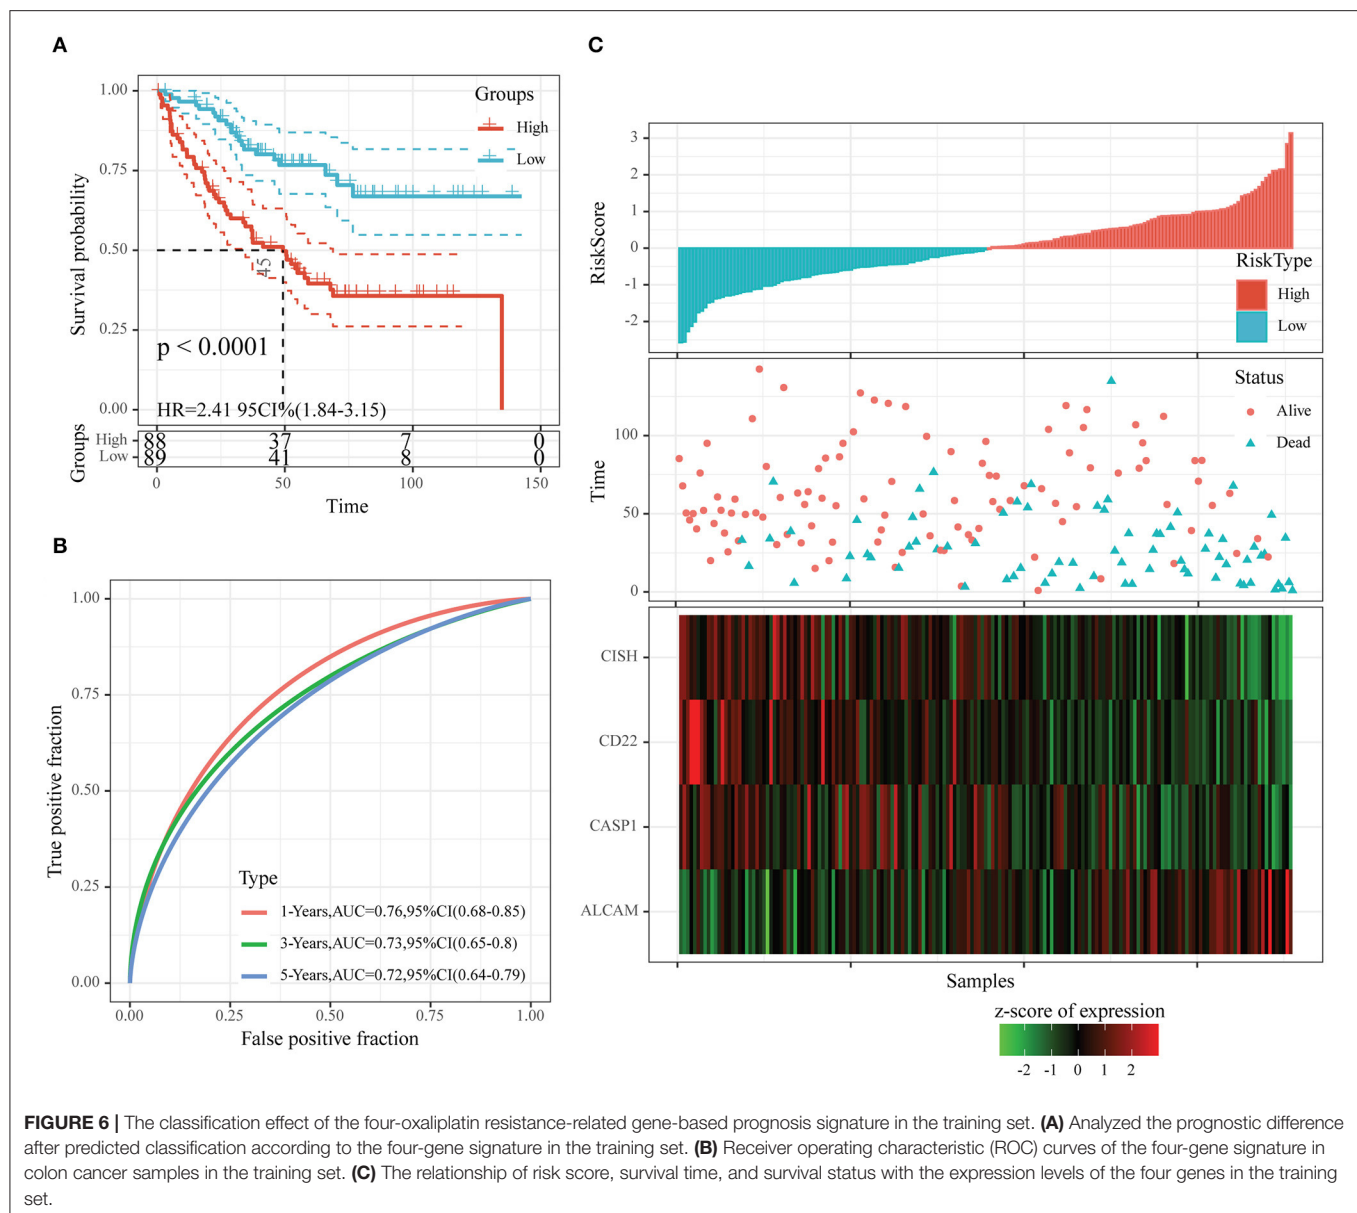 A
1.00
0.75
0.50
0.25
0.00
Survival probability
Groups
High
Low
45
p < 0.0001
HR=2.41 95CI%(1.84-3.15)
Groups
High 88 37 7 0
Low 89 41 8 0
0 50 100 150
Time
B
1.00
0.75
0.50
0.25
0.00
True positive fraction
Type
1-Years,AUC=0.76,95%CI(0.68-0.85)
3-Years,AUC=0.73,95%CI(0.65-0.8)
5-Years,AUC=0.72,95%CI(0.64-0.79)
0.00 0.25 0.50 0.75 1.00
False positive fraction
C
3
2
1
0
-1
-2
RiskScore
RiskType
High
Low
100
50
0
Time
Status
Alive
Dead
CISH
CD22
CASP1
ALCAM
Samples
z-score of expression
-2 -1 0 1 2
FIGURE 6 | The classification effect of the four-oxaliplatin resistance-related gene-based prognosis signature in the training set. (A) Analyzed the prognostic difference
after predicted classification according to the four-gene signature in the training set. (B) Receiver operating characteristic (ROC) curves of the four-gene signature in
colon cancer samples in the training set. (C) The relationship of risk score, survival time, and survival status with the expression levels of the four genes in the training
set.